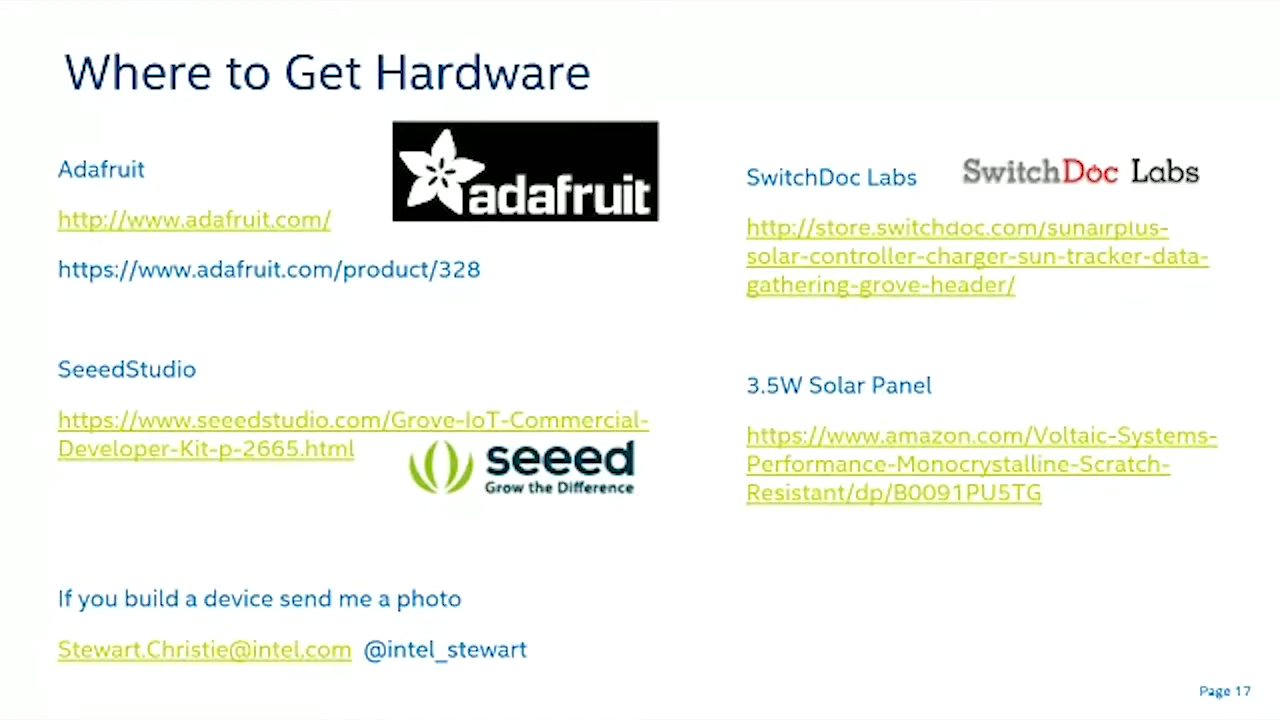 Where to Get Hardware
Adafruit
adafruit
http://www.adafruit.com/
https://www.adafruit.com/product/328
SeeedStudio
https://www.seeedstudio.com/Grove-IoT-Commercial-
Developer-Kit-p-2665.html
seeed
Grow the Difference
If you build a device send me a photo
Stewart.Christie@intel.com @intel_stewart
SwitchDoc Labs
SwitchDoc Labs
http://store.switchdoc.com/sunairplus-
solar-controller-charger-sun-tracker-data-
gathering-grove-header/
3.5W Solar Panel
https://www.amazon.com/Voltaic-Systems-
Performance-Monocrystalline-Scratch-
Resistant/dp/B0091PU5TG
Page 17